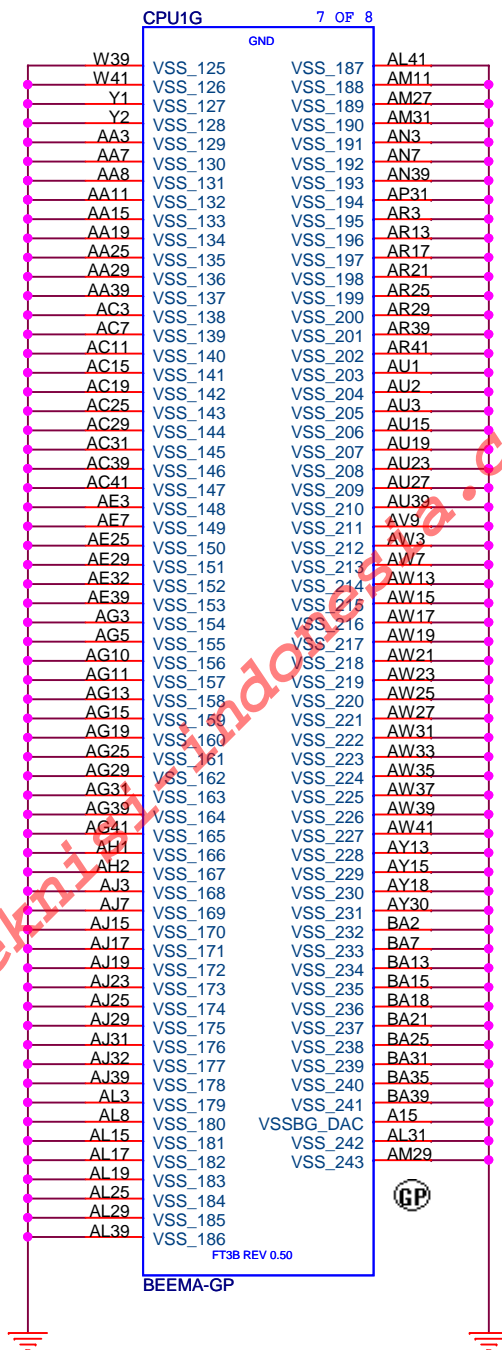 CPU1G 7 OF 8
GND
W39 VSS_125 VSS_187 AL41
W41 VSS_126 VSS_188 AM11
Y1 VSS_127 VSS_189 AM27
Y2 VSS_128 VSS_190 AM31
AA3 VSS_129 VSS_191 AN3
AA7 VSS_130 VSS_192 AN7
AA8 VSS_131 VSS_193 AN39
AA11 VSS_132 VSS_194 AP31
AA15 VSS_133 VSS_195 AR3
AA19 VSS_134 VSS_196 AR13
AA25 VSS_135 VSS_197 AR17
AA29 VSS_136 VSS_198 AR21
AA39 VSS_137 VSS_199 AR25
AC3 VSS_138 VSS_200 AR29
AC7 VSS_139 VSS_201 AR39
AC11 VSS_140 VSS_202 AR41
AC15 VSS_141 VSS_203 AU1
AC19 VSS_142 VSS_204 AU2
AC25 VSS_143 VSS_205 AU3
AC29 VSS_144 VSS_206 AU15
AC31 VSS_145 VSS_207 AU19
AC39 VSS_146 VSS_208 AU23
AC41 VSS_147 VSS_209 AU27
AE3 VSS_148 VSS_210 AU39
AE7 VSS_149 VSS_211 AV9
AE25 VSS_150 VSS_212 AW3
AE29 VSS_151 VSS_213 AW7
AE32 VSS_152 VSS_214 AW13
AE39 VSS_153 VSS_215 AW15
AG3 VSS_154 VSS_216 AW17
AG5 VSS_155 VSS_217 AW19
AG10 VSS_156 VSS_218 AW21
AG11 VSS_157 VSS_219 AW23
AG13 VSS_158 VSS_220 AW25
AG15 VSS_159 VSS_221 AW27
AG19 VSS_160 VSS_222 AW31
AG25 VSS_161 VSS_223 AW33
AG29 VSS_162 VSS_224 AW35
AG31 VSS_163 VSS_225 AW37
AG39 VSS_164 VSS_226 AW39
AG41 VSS_165 VSS_227 AW41
AH1 VSS_166 VSS_228 AY13
AH2 VSS_167 VSS_229 AY15
AJ3 VSS_168 VSS_230 AY18
AJ7 VSS_169 VSS_231 AY30
AJ15 VSS_170 VSS_232 BA2
AJ17 VSS_171 VSS_233 BA7
AJ19 VSS_172 VSS_234 BA13
AJ23 VSS_173 VSS_235 BA15
AJ25 VSS_174 VSS_236 BA18
AJ29 VSS_175 VSS_237 BA21
AJ31 VSS_176 VSS_238 BA25
AJ32 VSS_177 VSS_239 BA31
AJ39 VSS_178 VSS_240 BA35
AL3 VSS_179 VSS_241 BA39
AL8 VSS_180 VSSBG_DAC A15
AL15 VSS_181 VSS_242 AL31
AL17 VSS_182 VSS_243 AM29
AL19 VSS_183
AL25 VSS_184
AL29 VSS_185
AL39 VSS_186
GP
FT3B REV 0.50
BEEMA-GP
eknisi-indonesia.c